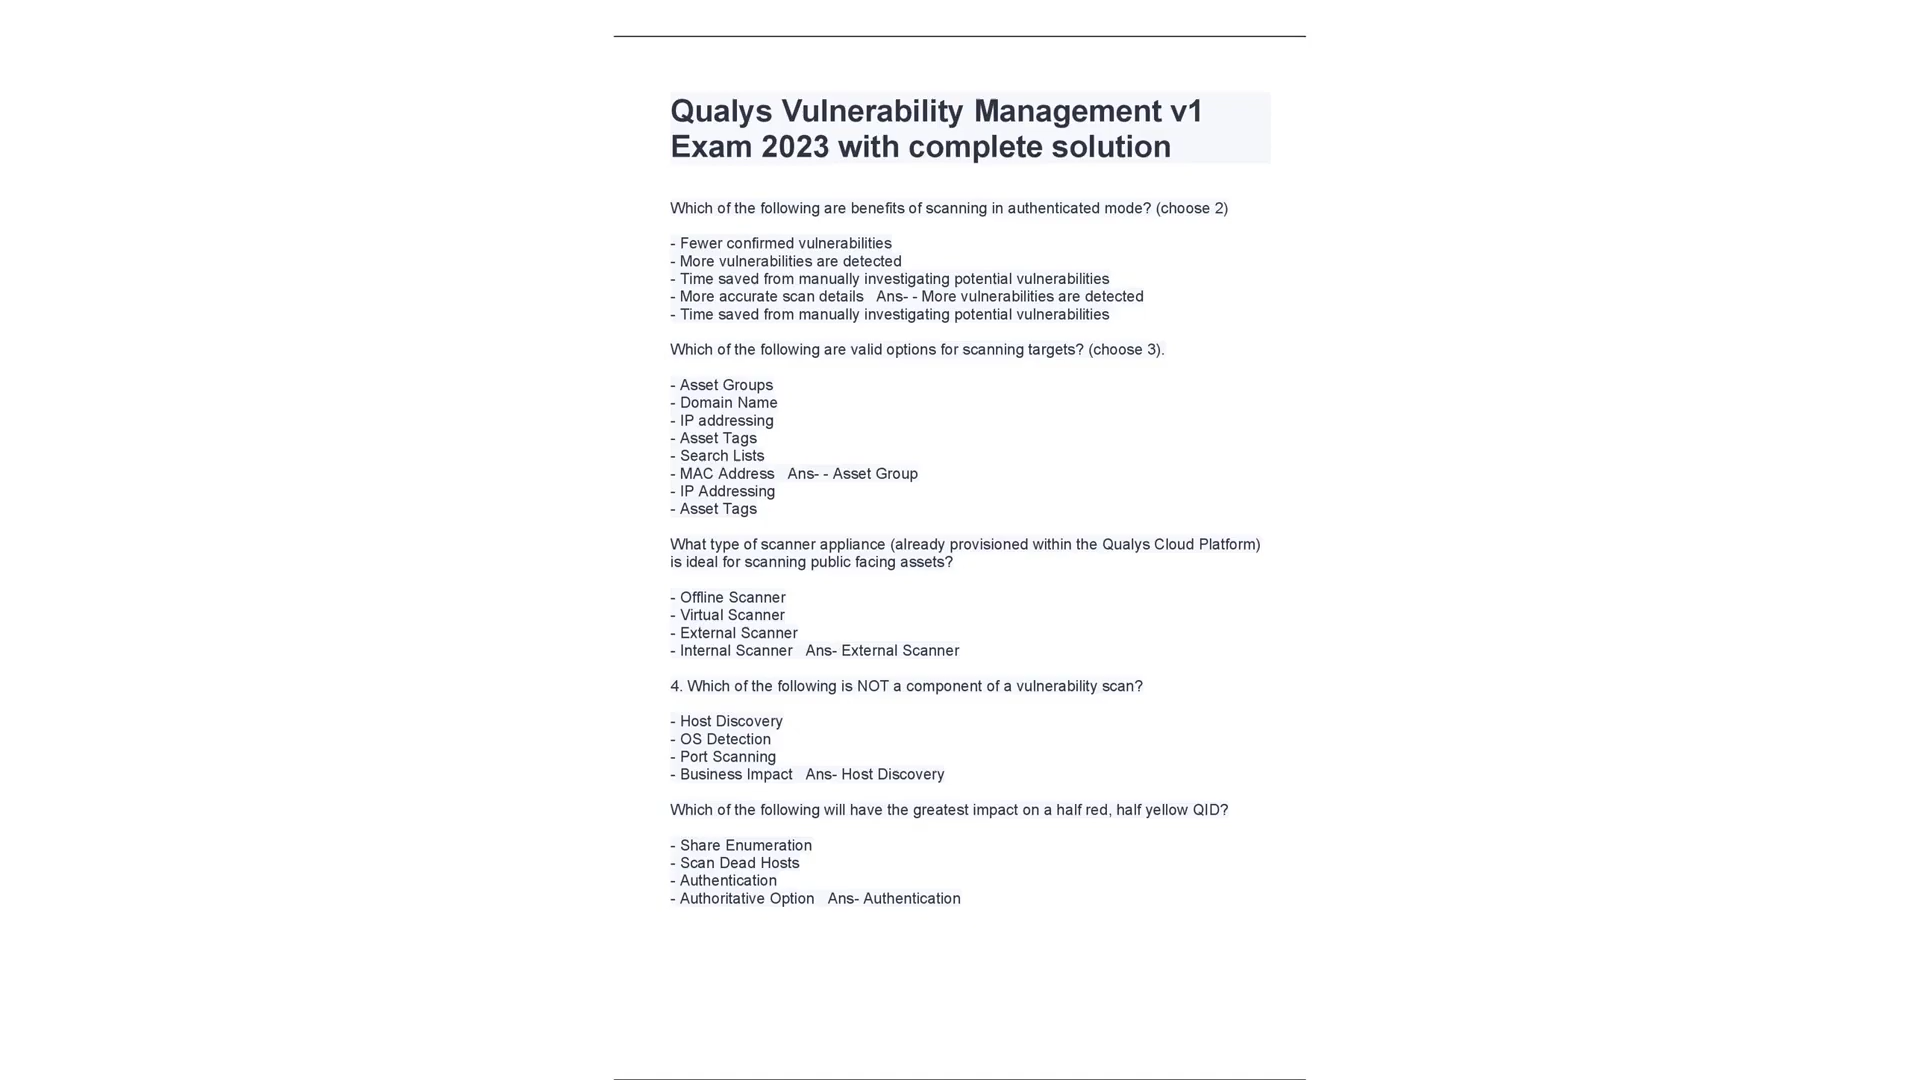 Qualys Vulnerability Management v1
Exam 2023 with complete solution
Which of the following are benefits of scanning in authenticated mode? (choose 2)
- Fewer confirmed vulnerabilities
- More vulnerabilities are detected
- Time saved from manually investigating potential vulnerabilities
- More accurate scan details   Ans- - More vulnerabilities are detected
- Time saved from manually investigating potential vulnerabilities
Which of the following are valid options for scanning targets? (choose 3).
- Asset Groups
- Domain Name
- IP addressing
- Asset Tags
- Search Lists
- MAC Address   Ans- - Asset Group
- IP Addressing
- Asset Tags
What type of scanner appliance (already provisioned within the Qualys Cloud Platform)
is ideal for scanning public facing assets?
- Offline Scanner
- Virtual Scanner
- External Scanner
- Internal Scanner   Ans- External Scanner
4. Which of the following is NOT a component of a vulnerability scan?
- Host Discovery
- OS Detection
- Port Scanning
- Business Impact   Ans- Host Discovery
Which of the following will have the greatest impact on a half red, half yellow QID?
- Share Enumeration
- Scan Dead Hosts
- Authentication
- Authoritative Option   Ans- Authentication